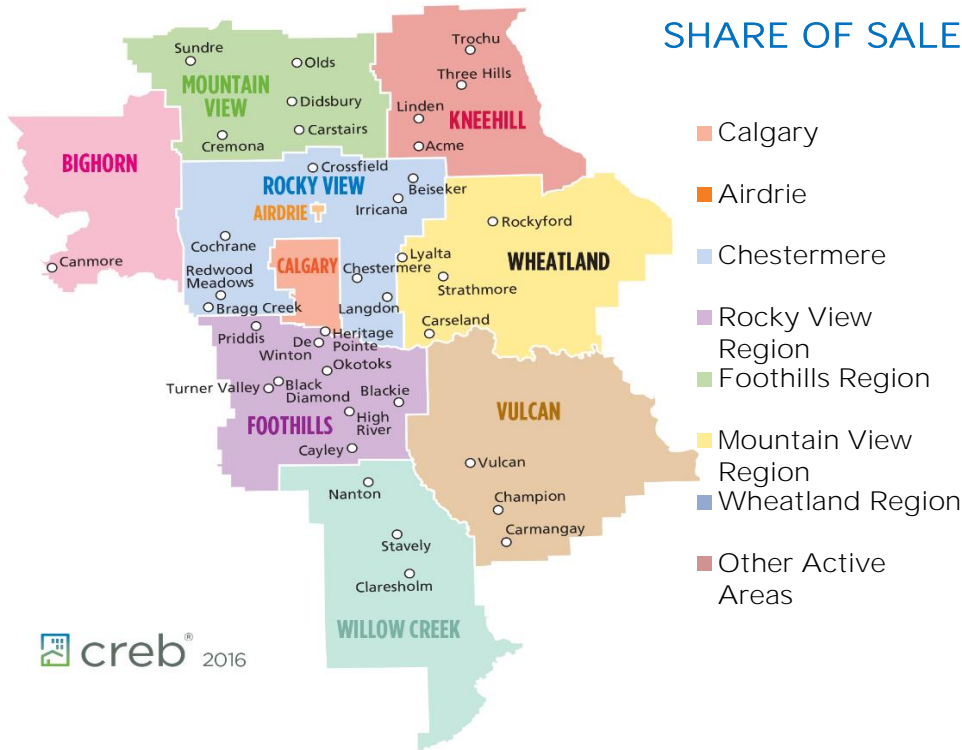 SHARE OF SALE
Sundre
Olds
MOUNTAIN
VIEW
Didsbury
Carstairs
Cremona
Trochu
Three Hills
Linden
KNEEHILL
Acme
BIGHORN
Canmore
Crossfield
ROCKY VIEW
Beiseker
AIRDRIE
Irricana
Cochrane
CALGARY
Chestermere
Redwood
Meadows
Bragg Creek
Langdon
Rockyford
Lyalta
WHEATLAND
Strathmore
Carseland
Priddis
Heritage
Pointe
De
Winton
Okotoks
Turner Valley
Black
Diamond
Blackie
FOOTHILLS
High
River
Cayley
VULCAN
Vulcan
Champion
Carmangay
Nanton
Stavely
Claresholm
WILLOW CREEK
Calgary
Airdrie
Chestermere
Rocky View
Region
Foothills Region
Mountain View
Region
Wheatland Region
Other Active
Areas
creb® 2016